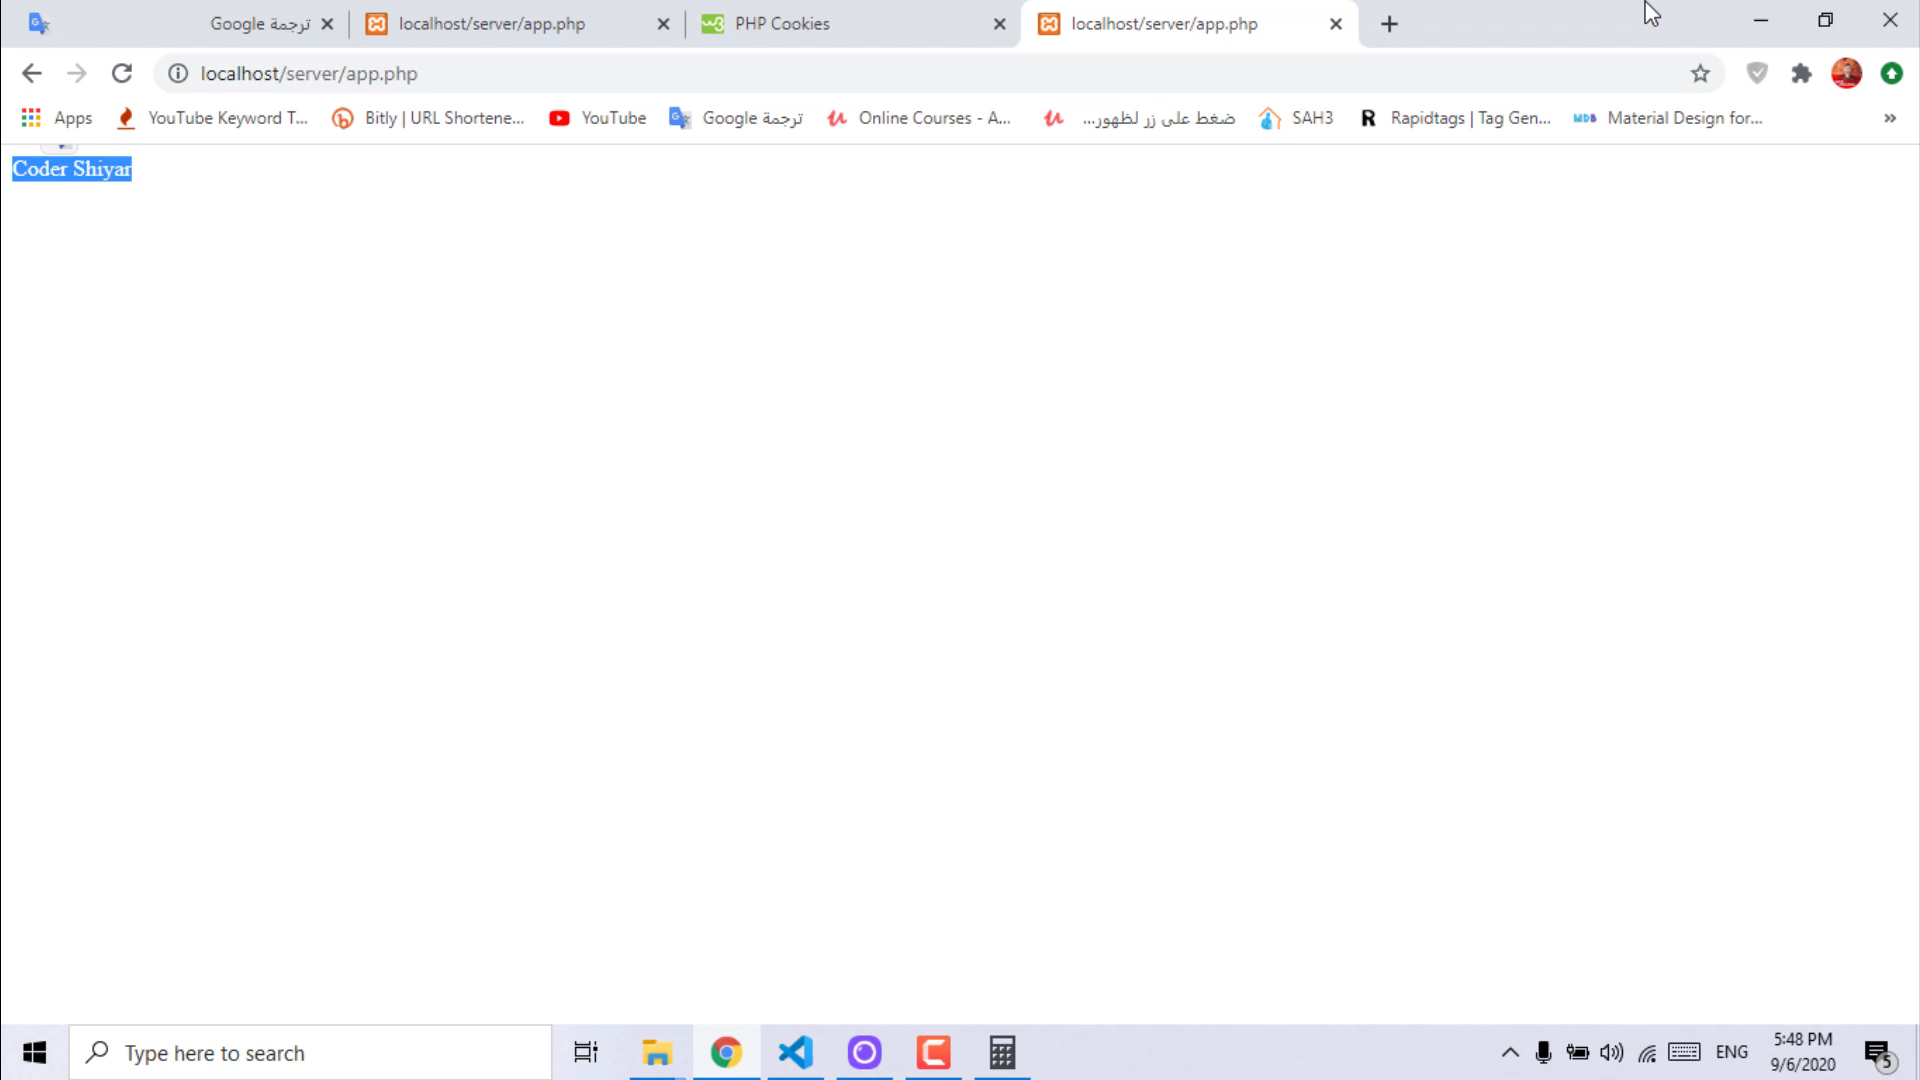 ترجمة Google
localhost/server/app.php
PHP Cookies
localhost/server/app.php
localhost/server/app.php
Apps
YouTube Keyword T...
Bitly | URL Shortene...
YouTube
ترجمة Google
Online Courses - A...
ضغط على زر لظهور...
SAH3
Rapidtags | Tag Gen...
Material Design for...
Coder Shiyar
Type here to search
ENG
5:48 PM
9/6/2020
5